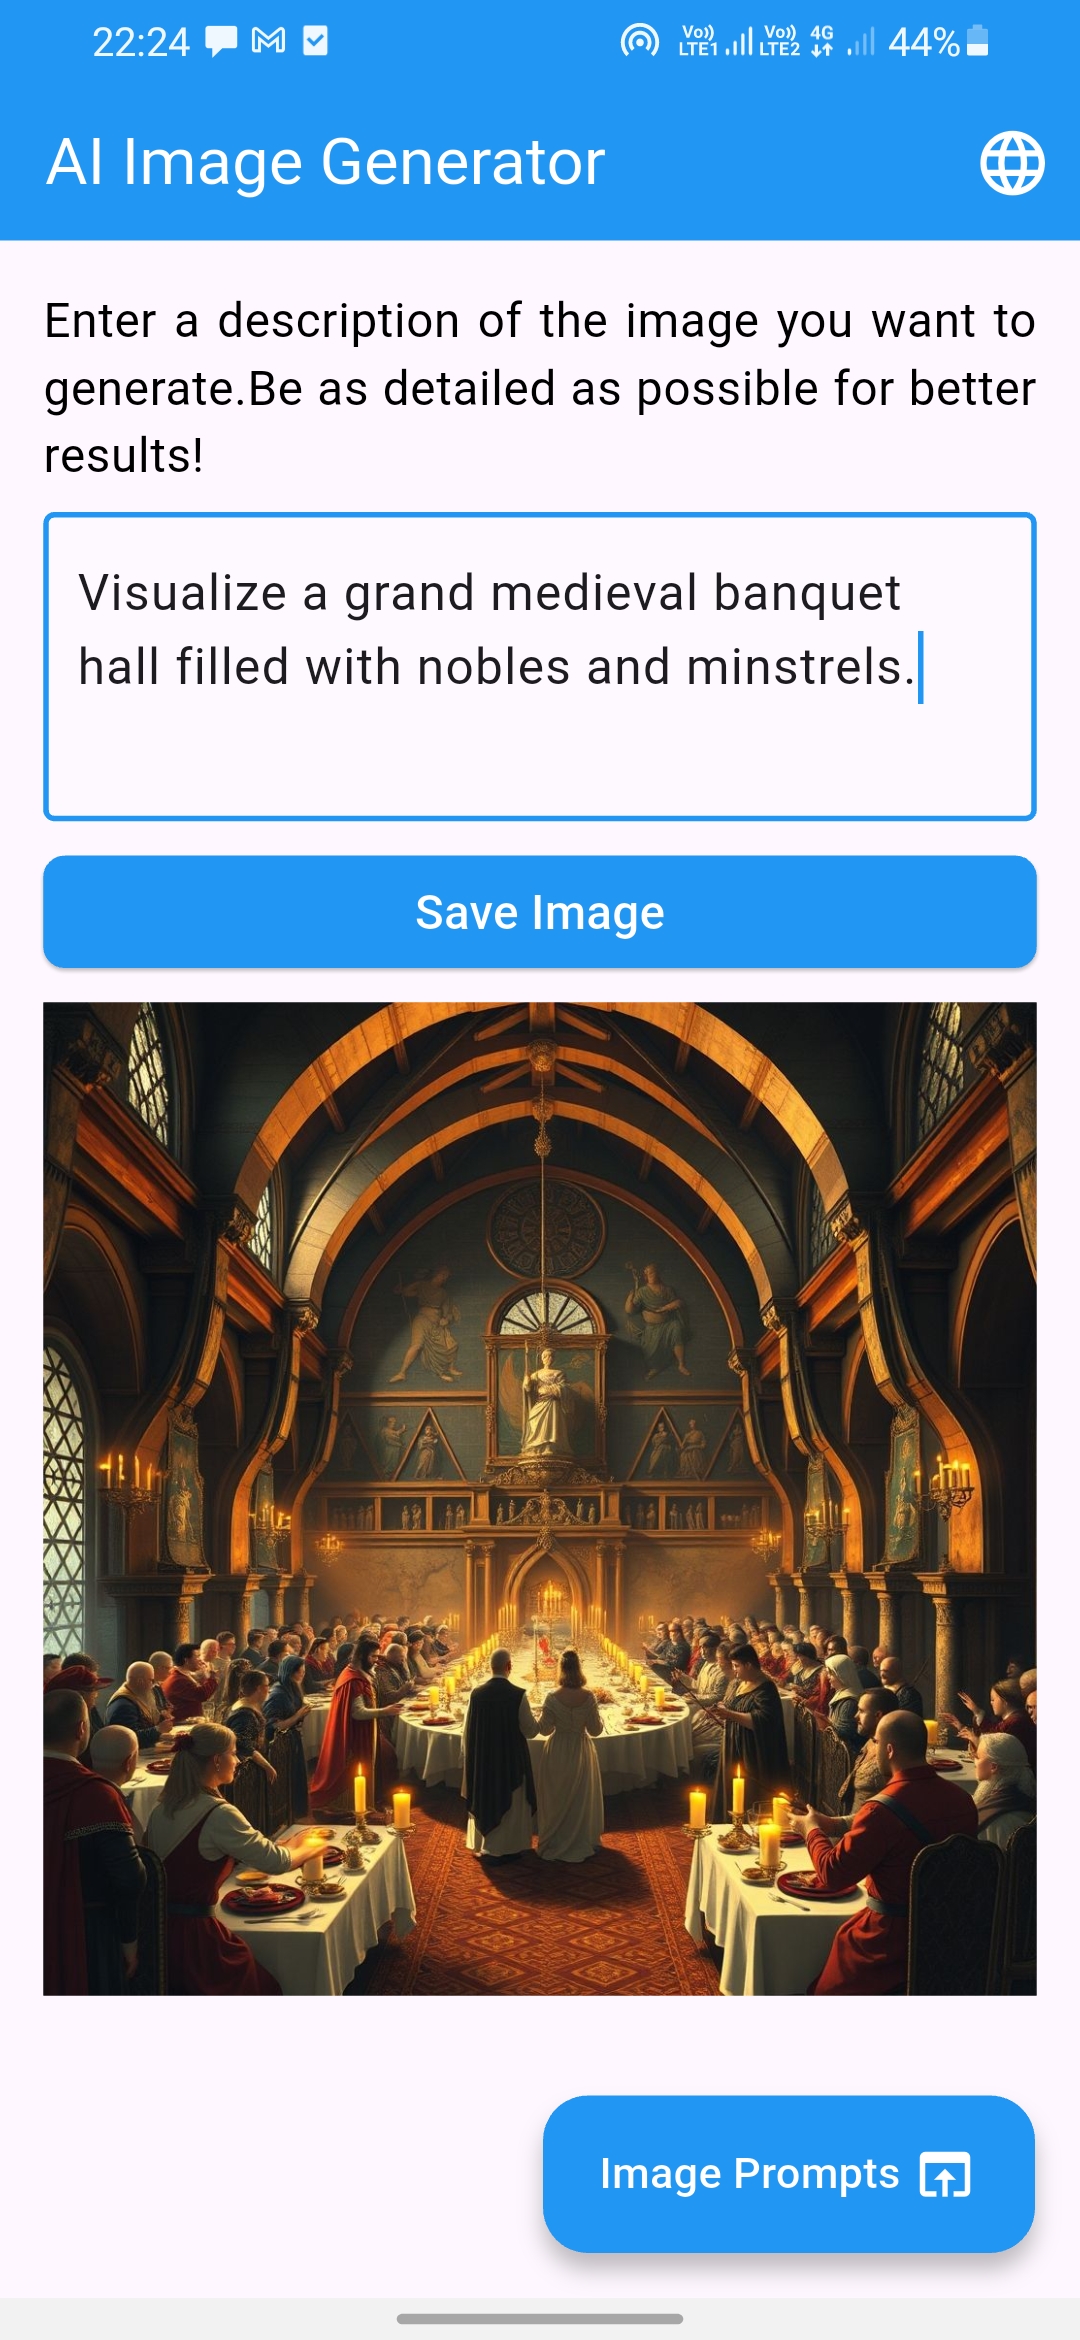 22:24 Vo)) LTE1 Vo)) LTE2 4G 44%
AI Image Generator
Enter a description of the image you want to
generate.Be as detailed as possible for better
results!
Visualize a grand medieval banquet
hall filled with nobles and minstrels.
Save Image
Image Prompts